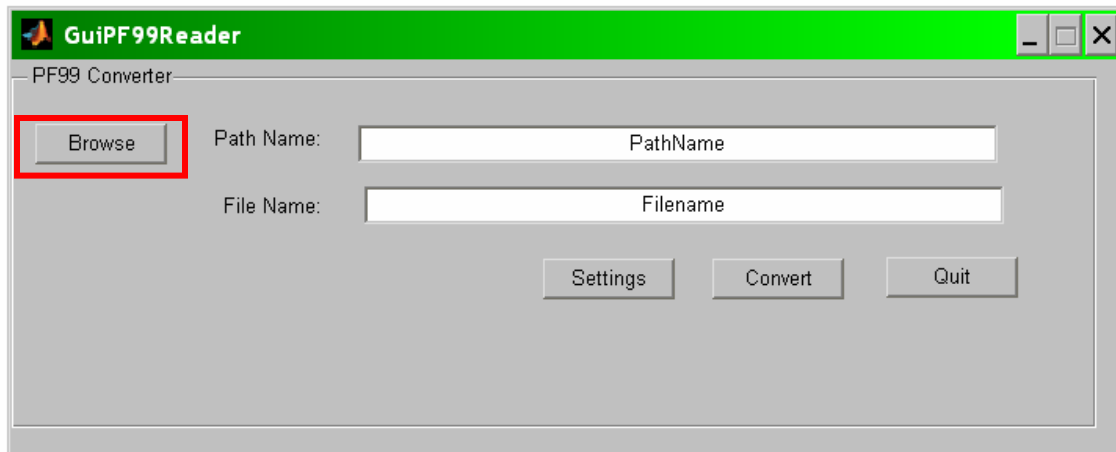 GuiPF99Reader
PF99 Converter
Browse Path Name: PathName
File Name: Filename
Settings Convert Quit